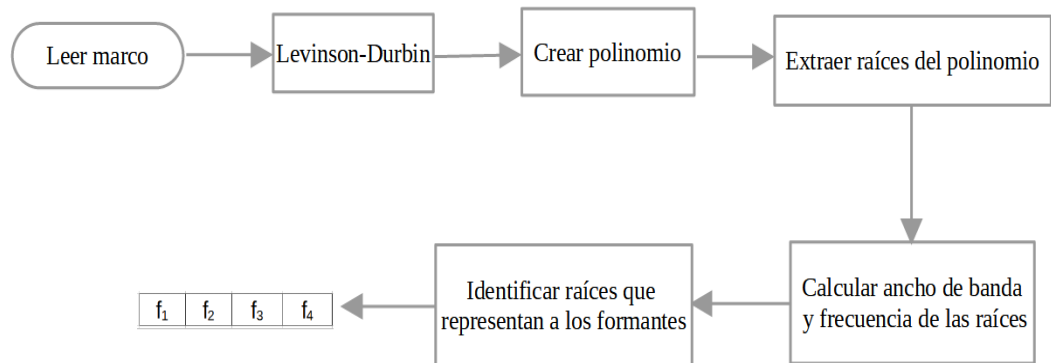 Leer marco
Levinson-Durbin
Crear polinomio
Extraer raíces del polinomio
Calcular ancho de banda
y frecuencia de las raíces
Identificar raíces que
representan a los formantes
f₁ f₂ f₃ f₄